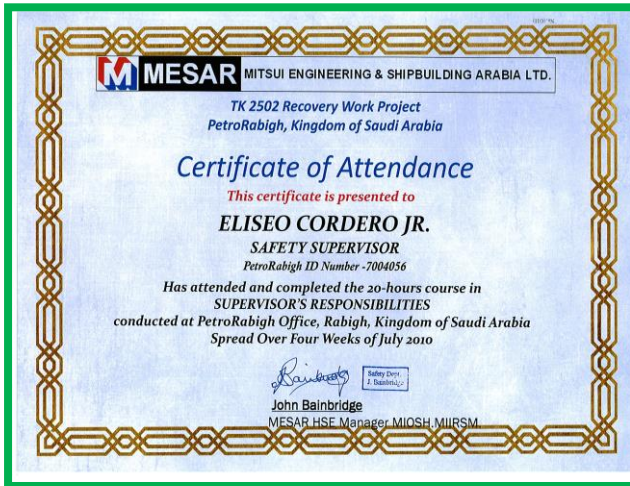 M MESAR MITSUI ENGINEERING & SHIPBUILDING ARABIA LTD.
TK 2502 Recovery Work Project
PetroRabigh, Kingdom of Saudi Arabia
Certificate of Attendance
This certificate is presented to
ELISEO CORDERO JR.
SAFETY SUPERVISOR
PetroRabigh ID Number -7004056
Has attended and completed the 20-hours course in
SUPERVISOR'S RESPONSIBILITIES
conducted at PetroRabigh Office, Rabigh, Kingdom of Saudi Arabia
Spread Over Four Weeks of July 2010
Bainbridge
Safety Dept.
J. Bainbridge
John Bainbridge
MESAR HSE Manager MIOSH.MIIRSM.